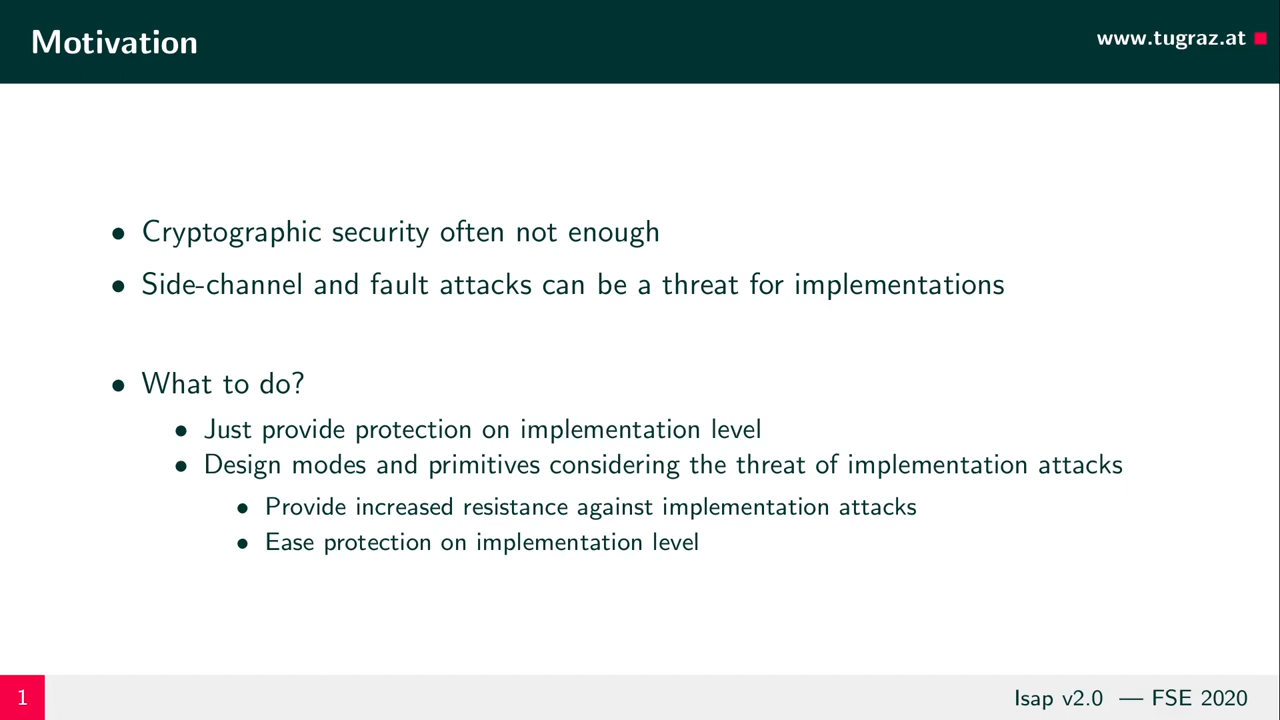 Motivation
www.tugraz.at
• Cryptographic security often not enough
• Side-channel and fault attacks can be a threat for implementations
• What to do?
• Just provide protection on implementation level
• Design modes and primitives considering the threat of implementation attacks
• Provide increased resistance against implementation attacks
• Ease protection on implementation level
1
Isap v2.0 — FSE 2020